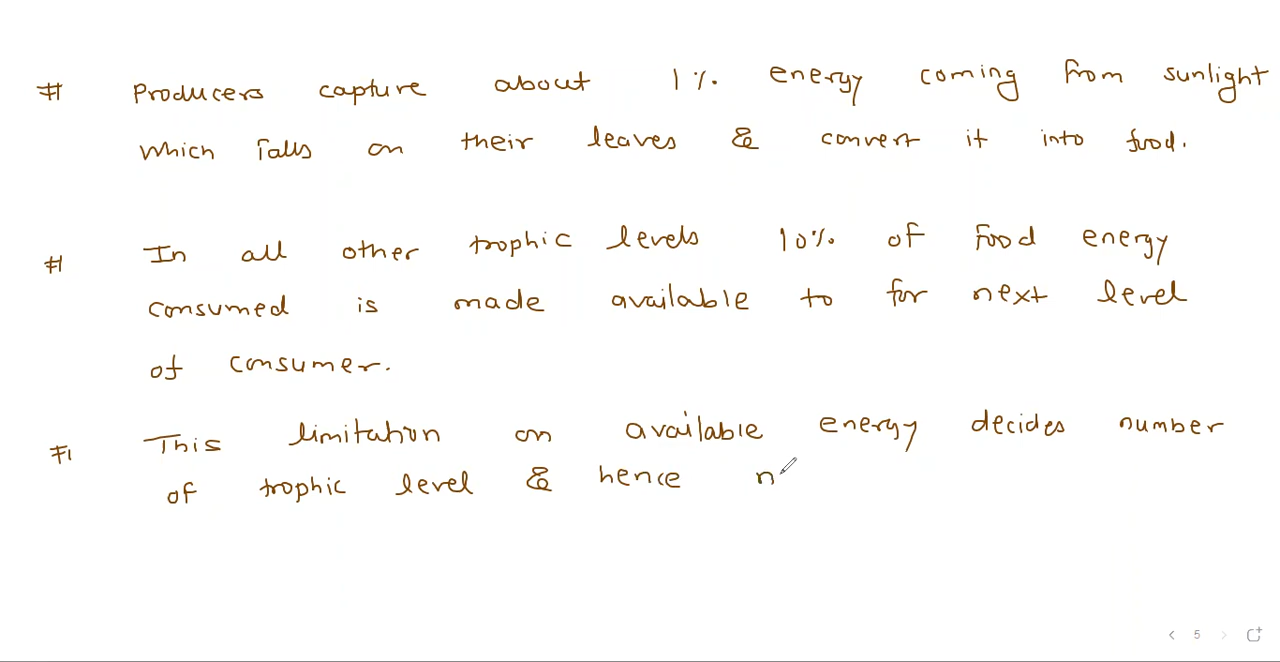 # Producers capture about 1% energy coming from sunlight
which falls on their leaves & convert it into food.
# In all other trophic levels 10% of food energy
consumed is made available to for next level
of consumer.
# This limitation on available energy decides number
of trophic level & hence n
< 5 >